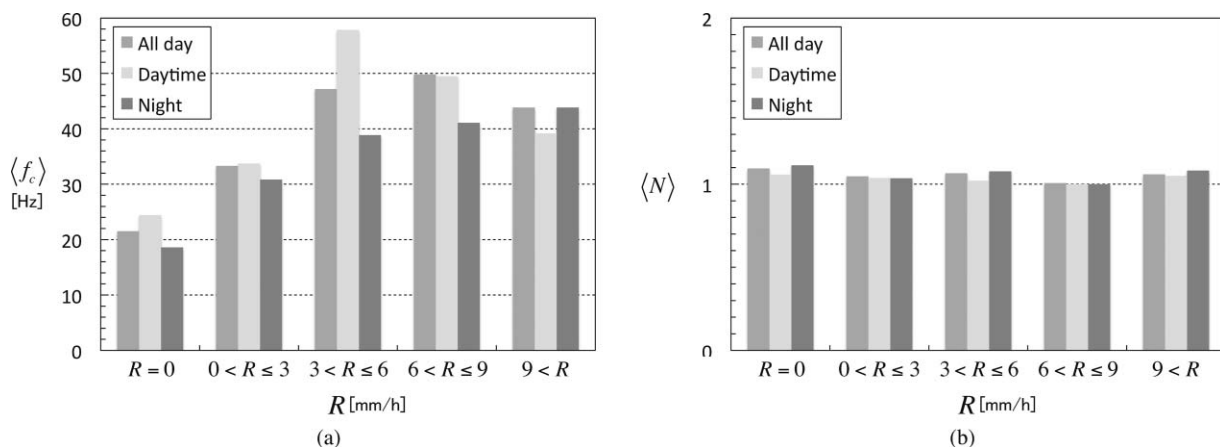 60
50
40
30
20
10
0
All day
Daytime
Night
⟨f_c⟩
[Hz]
R = 0
0 < R ≤ 3
3 < R ≤ 6
6 < R ≤ 9
9 < R
R [mm/h]
(a)
2
1
0
All day
Daytime
Night
⟨N⟩
R = 0
0 < R ≤ 3
3 < R ≤ 6
6 < R ≤ 9
9 < R
R [mm/h]
(b)